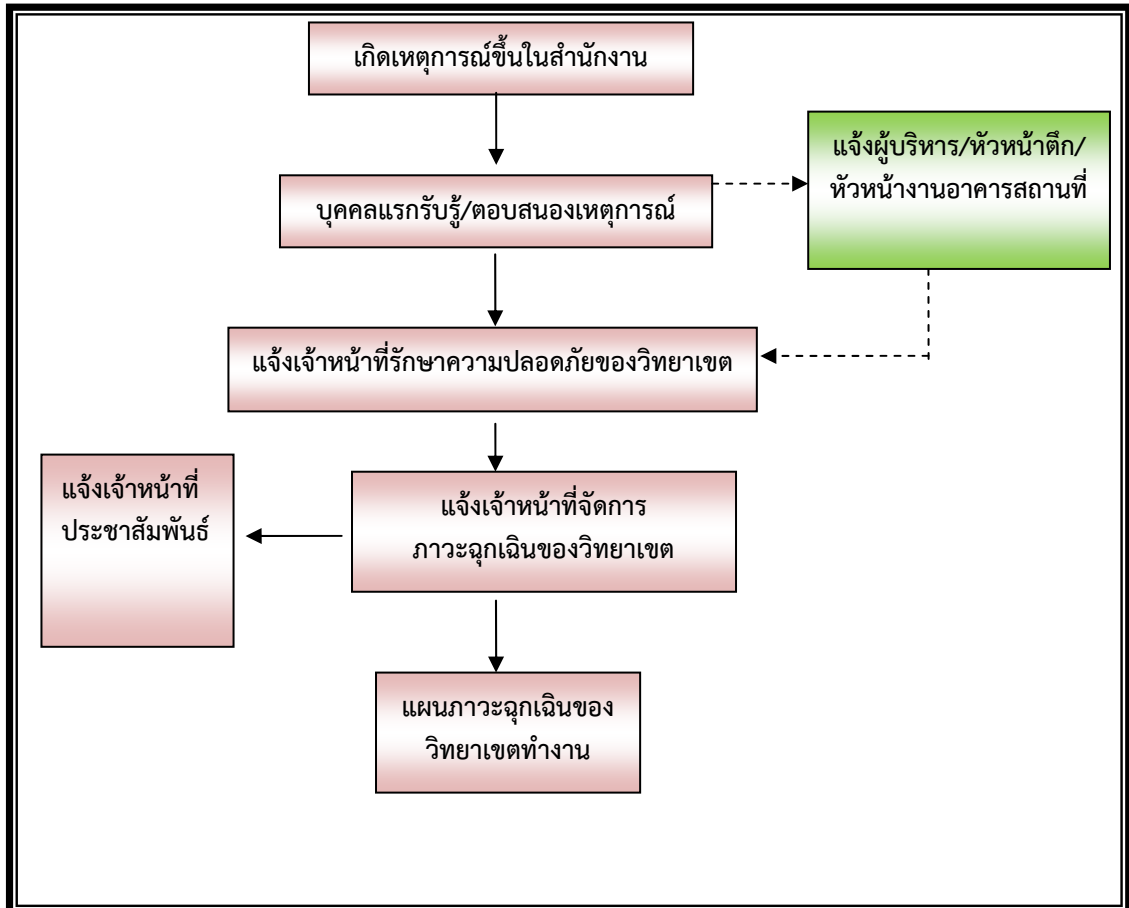 เกิดเหตุการณ์ขึ้นในสำนักงาน
แจ้งผู้บริหาร/หัวหน้าตึก/
หัวหน้างานอาคารสถานที่
บุคคลแรกรับรู้/ตอบสนองเหตุการณ์
แจ้งเจ้าหน้าที่รักษาความปลอดภัยของวิทยาเขต
แจ้งเจ้าหน้าที่
ประชาสัมพันธ์
แจ้งเจ้าหน้าที่จัดการ
ภาวะฉุกเฉินของวิทยาเขต
แผนภาวะฉุกเฉินของ
วิทยาเขตทำงาน